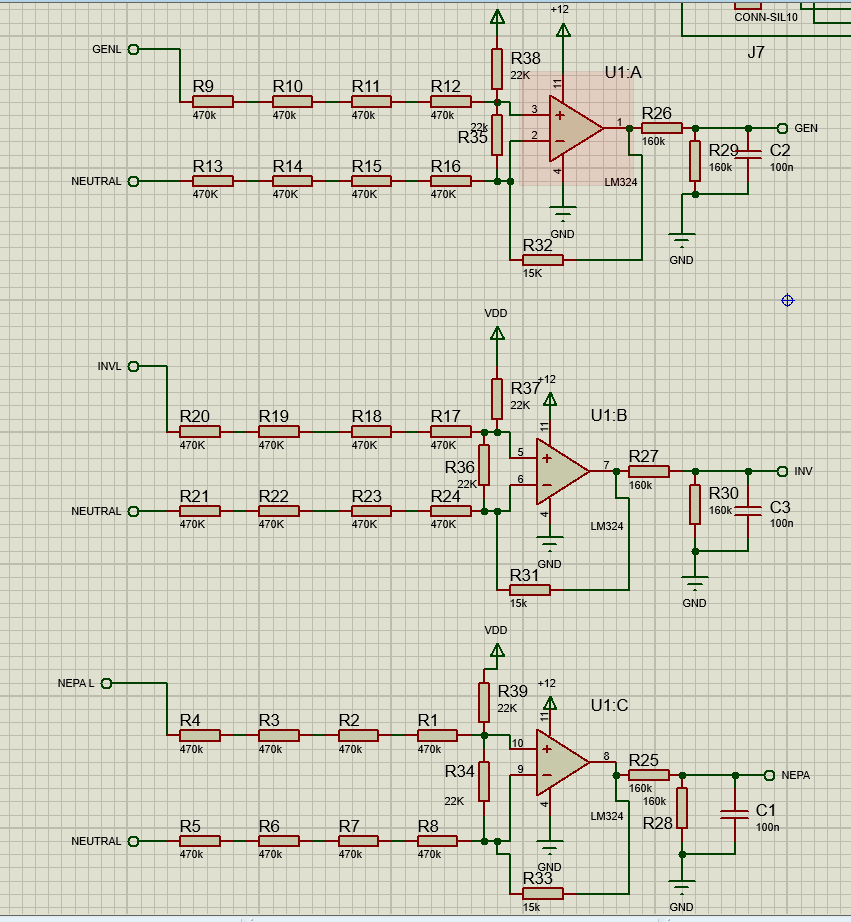 +12
CONN-SIL10
J7
GENL
R38
22K
U1:A
R9 R10 R11 R12
470k 470k 470k 470k
11
3
22k
R35
2
1
R26
160k
GEN
R29
160k
C2
100n
4
LM324
NEUTRAL
R13 R14 R15 R16
470K 470K 470K 470K
GND
R32
15K
GND
VDD
INVL
R37
22K
+12
U1:B
R20 R19 R18 R17
470K 470K 470K 470K
11
5
R36
22K
6
7
R27
160k
INV
R30
160k
C3
100n
4
LM324
NEUTRAL
R21 R22 R23 R24
470K 470K 470K 470K
GND
R31
15k
GND
VDD
NEPA L
R39
22K
+12
U1:C
R4 R3 R2 R1
470k 470k 470k 470k
11
10
R34
22K
9
8
R25
160k
NEPA
160k
R28
C1
100n
4
LM324
NEUTRAL
R5 R6 R7 R8
470k 470k 470k 470k
GND
R33
15k
GND